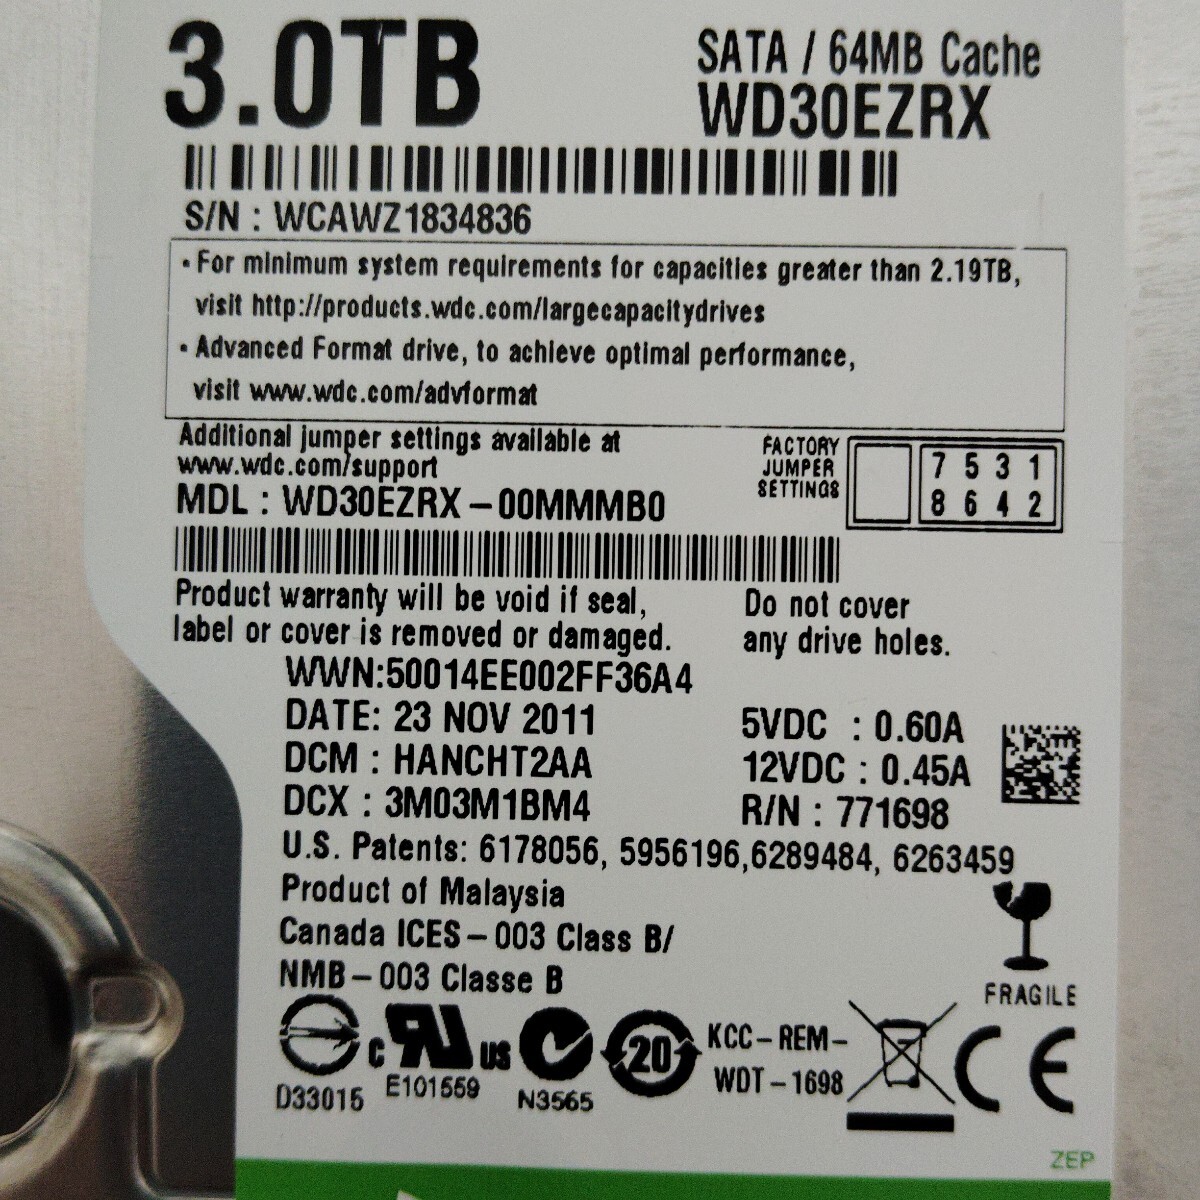 3.0TB
SATA / 64MB Cache
WD30EZRX
S/N : WCAWZ1834836
· For minimum system requirements for capacities greater than 2.19TB,
visit http://products.wdc.com/largecapacitydrives
· Advanced Format drive, to achieve optimal performance,
visit www.wdc.com/advformat
Additional jumper settings available at
www.wdc.com/support
FACTORY
JUMPER
SETTINGS
7 5 3 1
8 6 4 2
MDL : WD30EZRX-00MMMB0
Product warranty will be void if seal,
label or cover is removed or damaged.
Do not cover
any drive holes.
WWN:50014EE002FF36A4
DATE: 23 NOV 2011
DCM : HANCHT2AA
DCX : 3M03M1BM4
5VDC : 0.60A
12VDC : 0.45A
R/N : 771698
U.S. Patents: 6178056, 5956196,6289484, 6263459
Product of Malaysia
Canada ICES-003 Class B/
NMB-003 Classe B
FRAGILE
D33015
c UR us
E101559
N3565
20
KCC-REM-
WDT-1698
CE
ZEP